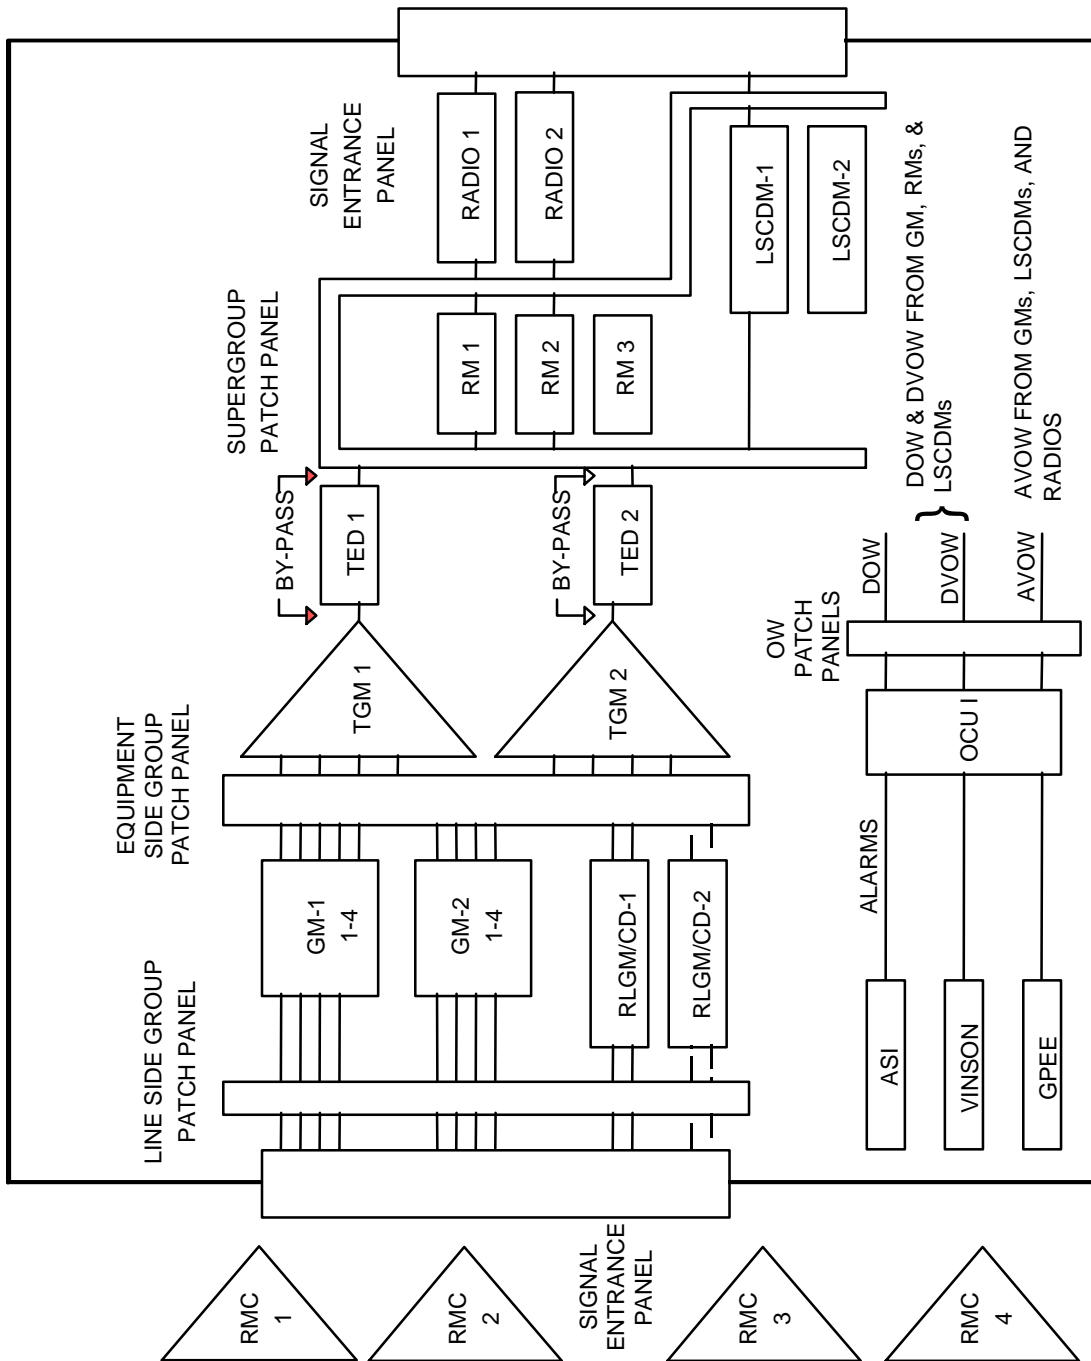 RMC
1
RMC
2
SIGNAL
ENTRANCE
PANEL
RMC
3
RMC
4
LINE SIDE GROUP
PATCH PANEL
GM-1
1-4
GM-2
1-4
RLGM/CD-1
RLGM/CD-2
EQUIPMENT
SIDE GROUP
PATCH PANEL
TGM 1
TGM 2
BY-PASS
TED 1
BY-PASS
TED 2
SUPERGROUP
PATCH PANEL
RM 1
RM 2
RM 3
SIGNAL
ENTRANCE
PANEL
RADIO 1
RADIO 2
LSCDM-1
LSCDM-2
ASI
VINSON
GPEE
ALARMS
OCU I
OW
PATCH
PANELS
DOW
DVOW
AVOW
DOW & DVOW FROM GM, RMs, &
LSCDMs
AVOW FROM GMs, LSCDMs, AND
RADIOS